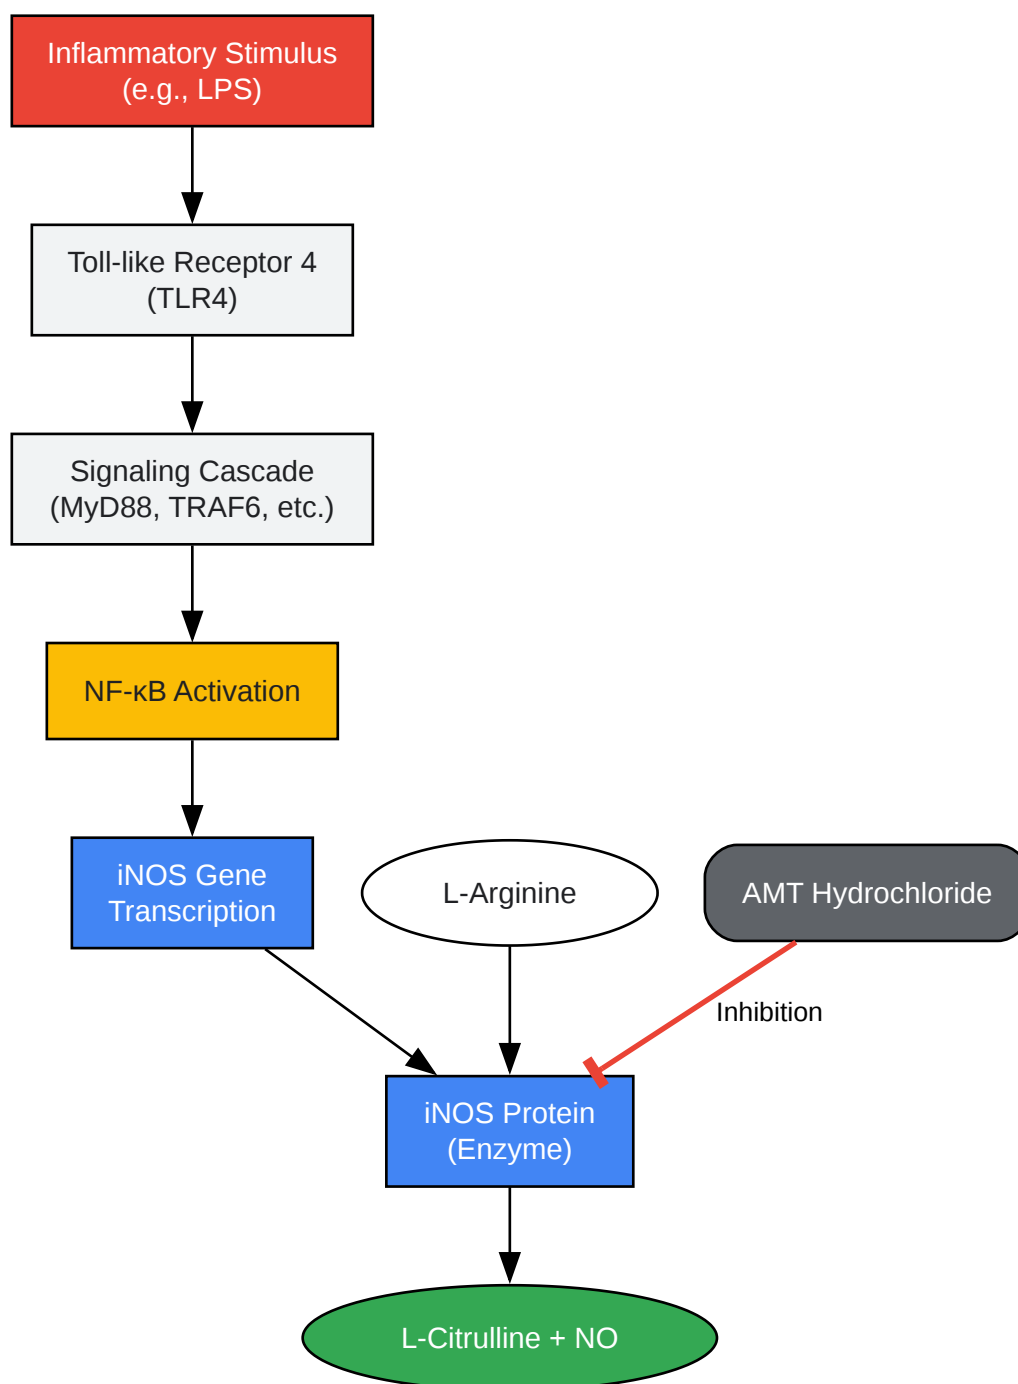 Inflammatory Stimulus
(e.g., LPS)
Toll-like Receptor 4
(TLR4)
Signaling Cascade
(MyD88, TRAF6, etc.)
NF-κB Activation
iNOS Gene
Transcription
L-Arginine
AMT Hydrochloride
Inhibition
iNOS Protein
(Enzyme)
L-Citrulline + NO